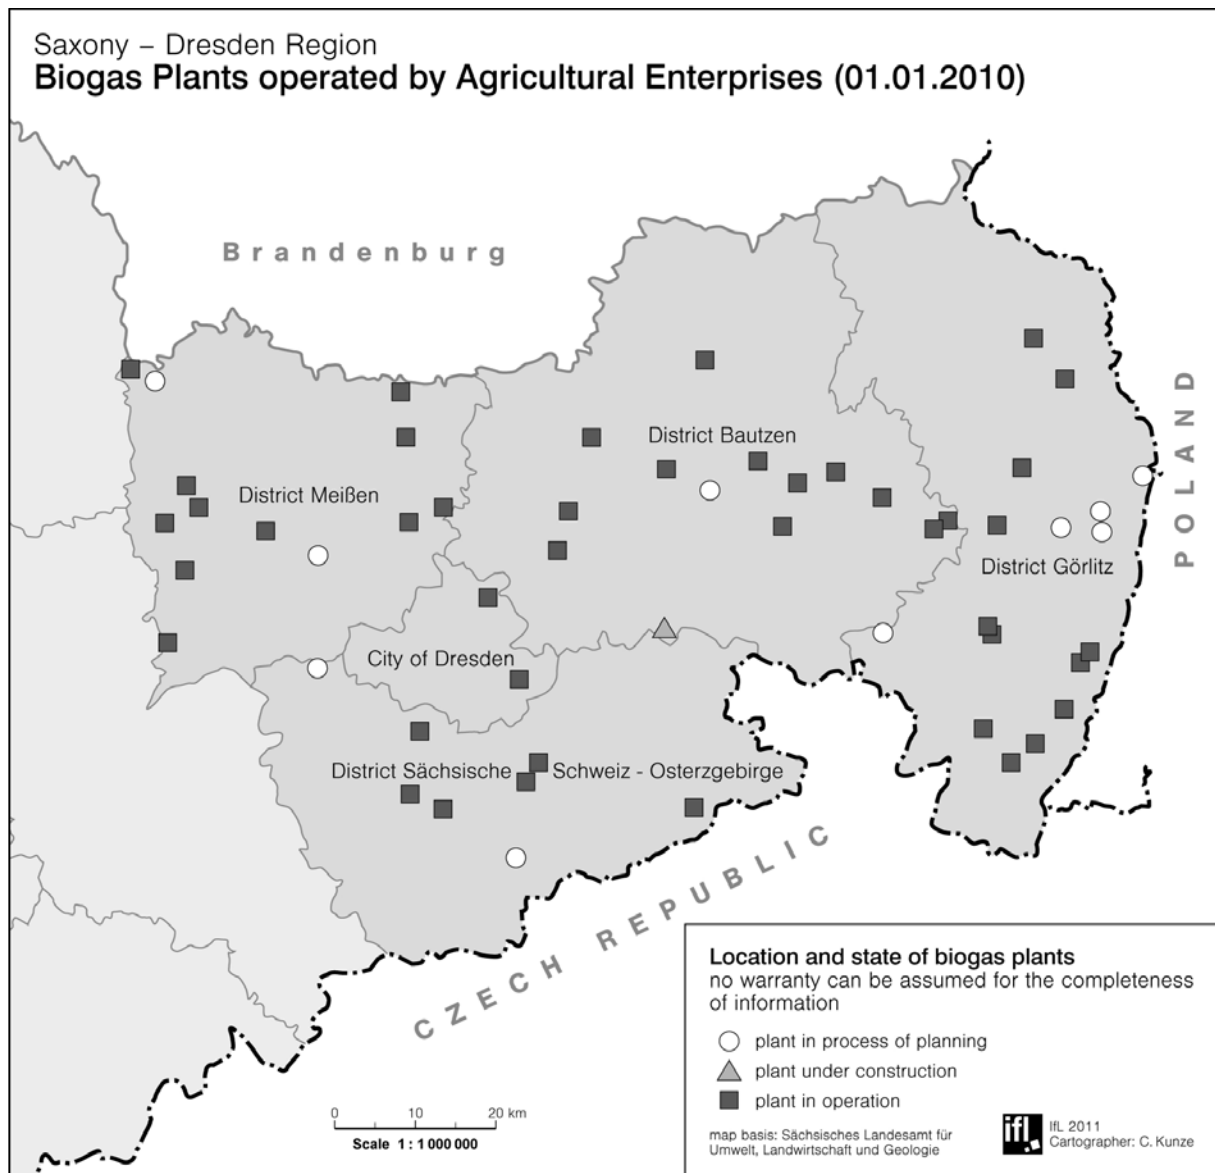 Saxony – Dresden Region
Biogas Plants operated by Agricultural Enterprises (01.01.2010)
Brandenburg
POLAND
District Bautzen
District Meißen
District Görlitz
City of Dresden
District Sächsische Schweiz - Osterzgebirge
CZECH REPUBLIC
Location and state of biogas plants
no warranty can be assumed for the completeness
of information
plant in process of planning
plant under construction
plant in operation
0 10 20 km
Scale 1 : 1 000 000
map basis: Sächsisches Landesamt für
Umwelt, Landwirtschaft und Geologie
ifl
IfL 2011
Cartographer: C. Kunze